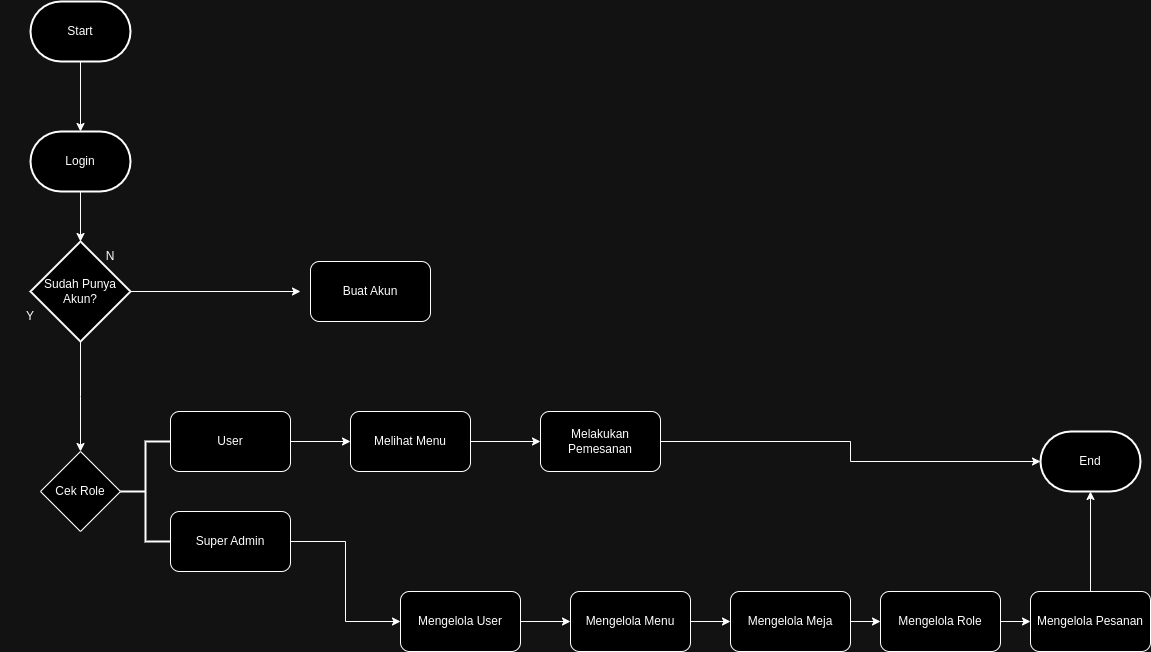 Start
Login
N
Sudah Punya
Akun?
Y
Buat Akun
User
Melihat Menu
Melakukan
Pemesanan
End
Cek Role
Super Admin
Mengelola User
Mengelola Menu
Mengelola Meja
Mengelola Role
Mengelola Pesanan